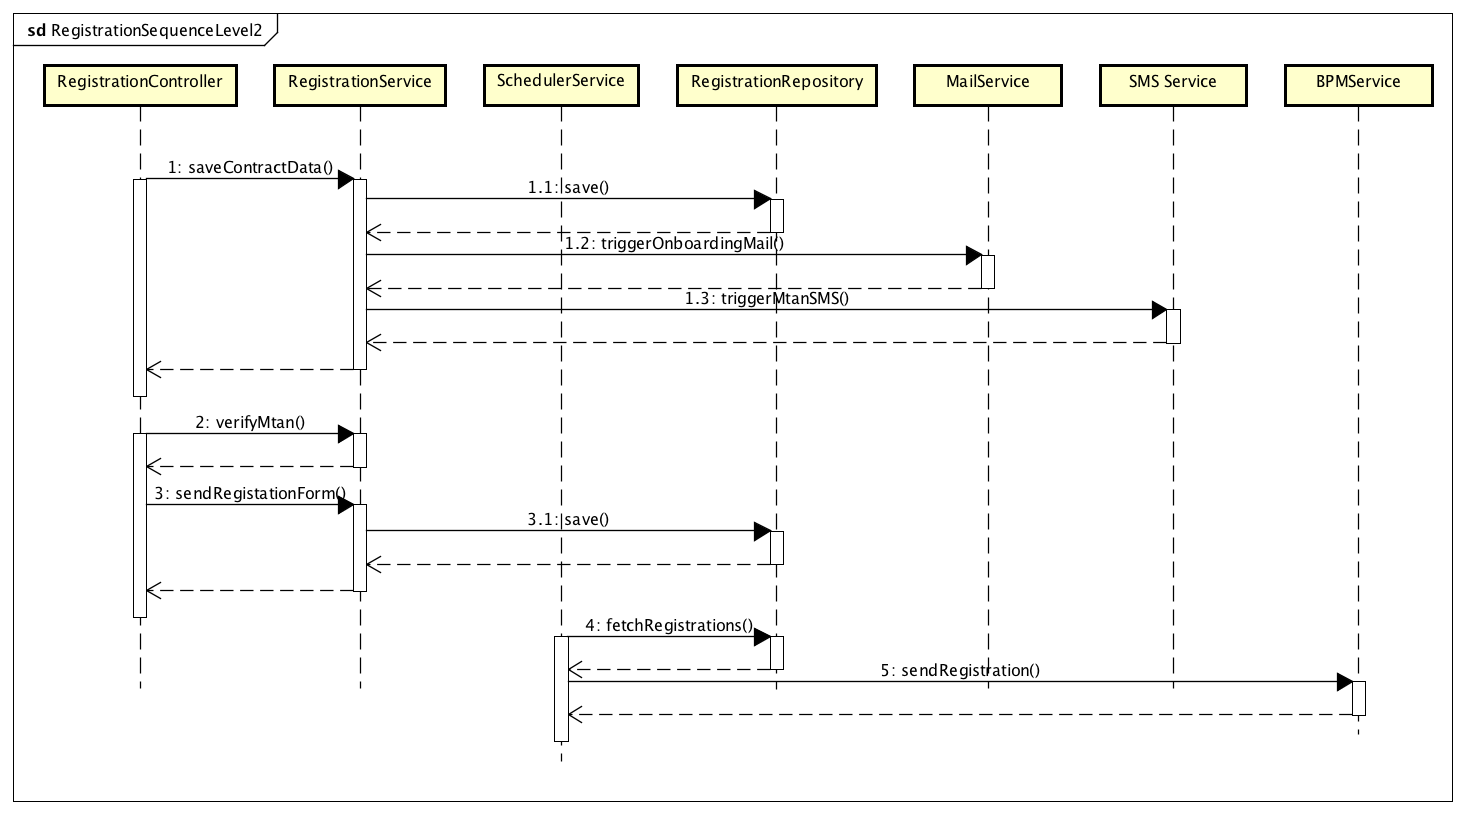 sd RegistrationSequenceLevel2
RegistrationController
RegistrationService
SchedulerService
RegistrationRepository
MailService
SMS Service
BPMService
1: saveContractData()
1.1: save()
1.2: triggerOnboardingMail()
1.3: triggerMtanSMS()
2: verifyMtan()
3: sendRegistationForm()
3.1: save()
4: fetchRegistrations()
5: sendRegistration()